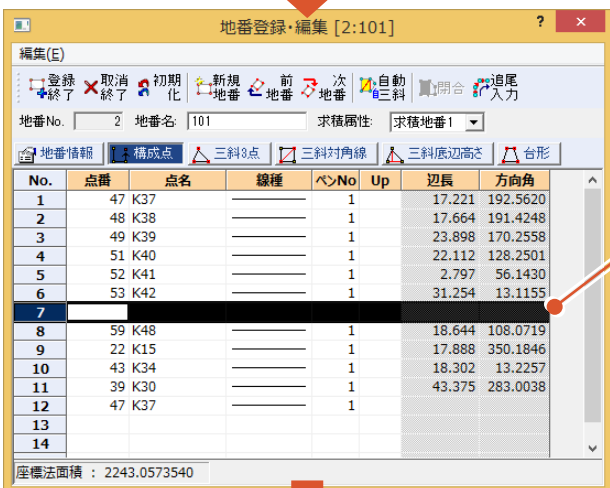 地番登録・編集 [2:101]
? ×
編集(E)
登録終了 取消終了 初期化 新規地番 前地番 次地番 自動三斜 閉合 追尾入力
地番No. 2 地番名: 101 求積属性: 求積地番1
地番情報 構成点 三斜3点 三斜対角線 三斜底辺高さ 台形
No. 点番 点名 線種 ペンNo Up 辺長 方向角
1 47 K37 1 17.221 192.5620
2 48 K38 1 17.664 191.4248
3 49 K39 1 23.898 170.2558
4 51 K40 1 22.112 128.2501
5 52 K41 1 2.797 56.1430
6 53 K42 1 31.254 13.1155
7
8 59 K48 1 18.644 108.0719
9 22 K15 1 17.888 350.1846
10 43 K34 1 18.302 13.2257
11 39 K30 1 43.375 283.0038
12 47 K37 1
13
14
座標法面積 : 2243.0573540